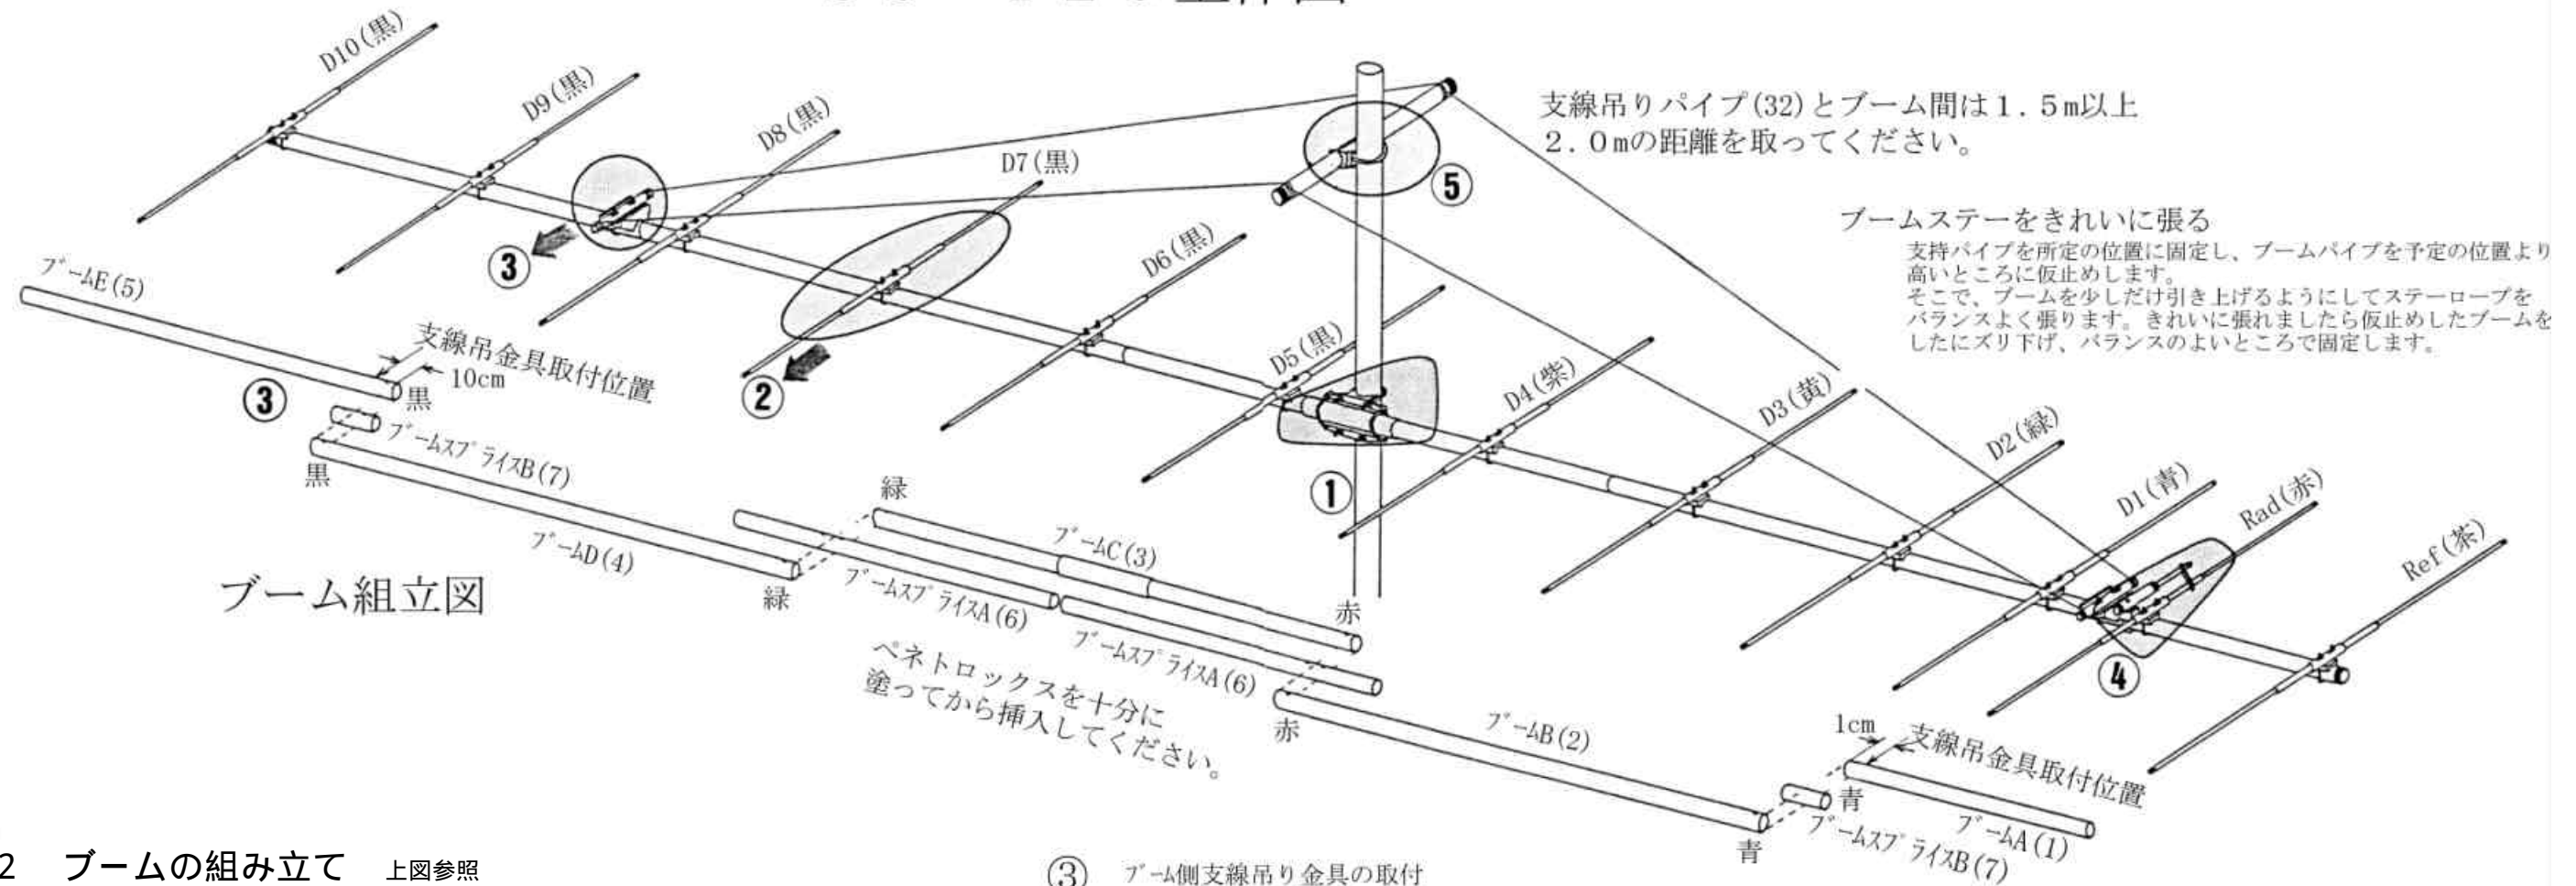 D10(黒)
D9(黒)
D8(黒)
D7(黒)
D6(黒)
D5(黒)
D4(紫)
D3(黄)
D2(緑)
D1(青)
Rad(赤)
Ref(茶)
支線吊りパイプ(32)とブーム間は1.5m以上
2.0mの距離を取ってください。
⑤
ブームステーをきれいに張る
支持パイプを所定の位置に固定し、ブームパイプを予定の位置より
高いところに仮止めします。
そこで、ブームを少しだけ引き上げるようにしてステーロープを
バランスよく張ります。きれいに張れましたら仮止めしたブームを
したにズリ下げ、バランスのよいところで固定します。
③
②
①
④
ブームE(5)
支線吊金具取付位置
10cm
③
黒
ブームスプライスB(7)
黒
ブームD(4)
緑
緑
ブームC(3)
ブームスプライスA(6)
ブームスプライスA(6)
赤
ペネトロックスを十分に
塗ってから挿入してください。
赤
ブームB(2)
1cm
支線吊金具取付位置
青
青
ブームスプライスB(7)
ブームA(1)
ブーム組立図
2 ブームの組み立て 上図参照
③ ブーム側支線吊り金具の取付